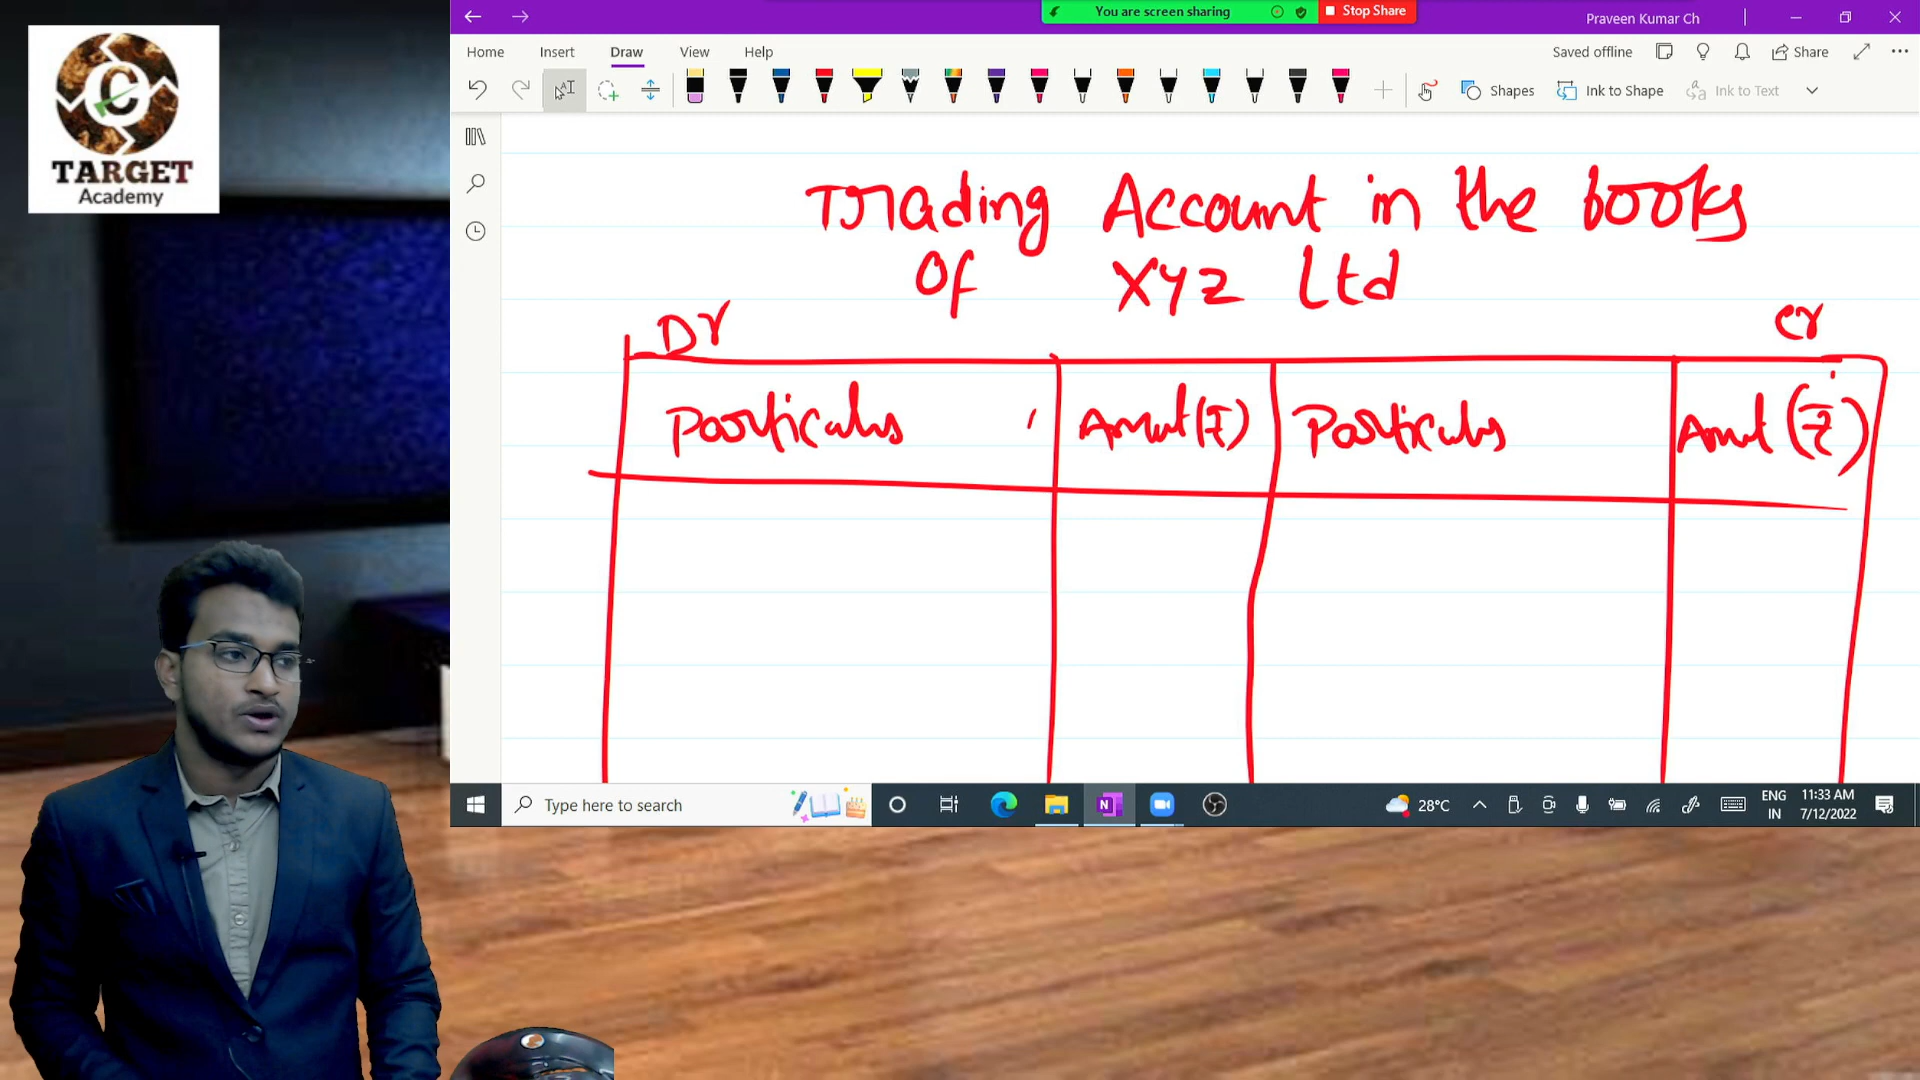 TARGET
Academy
You are screen sharing
Stop Share
Praveen Kumar Ch
Home Insert Draw View Help
Saved offline
Share
Shapes
Ink to Shape
Ink to Text
Trading Account in the books
Of XYZ Ltd
Dr Cr
Particulars Amt (₹) Particulars Amt (₹)
Type here to search
28°C
ENG
IN
11:33 AM
7/12/2022